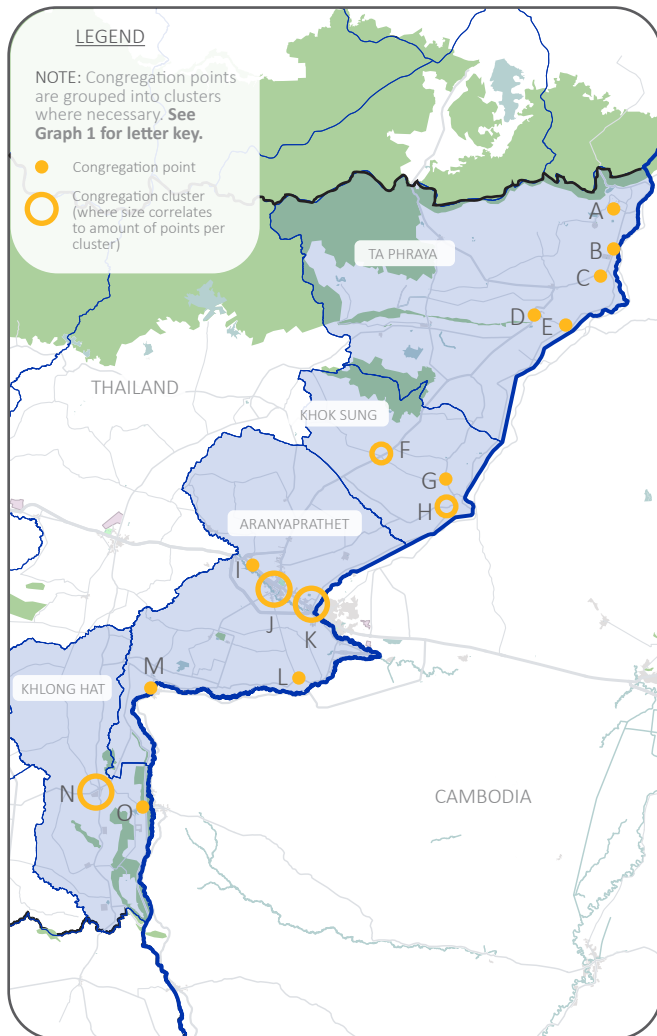 LEGEND
NOTE: Congregation points
are grouped into clusters
where necessary. See
Graph 1 for letter key.
Congregation point
Congregation cluster
(where size correlates
to amount of points per
cluster)
A
B
TA PHRAYA
C
D
E
THAILAND
KHOK SUNG
F
G
H
ARANYAPRATHET
I
J
K
M
L
KHLONG HAT
N
O
CAMBODIA